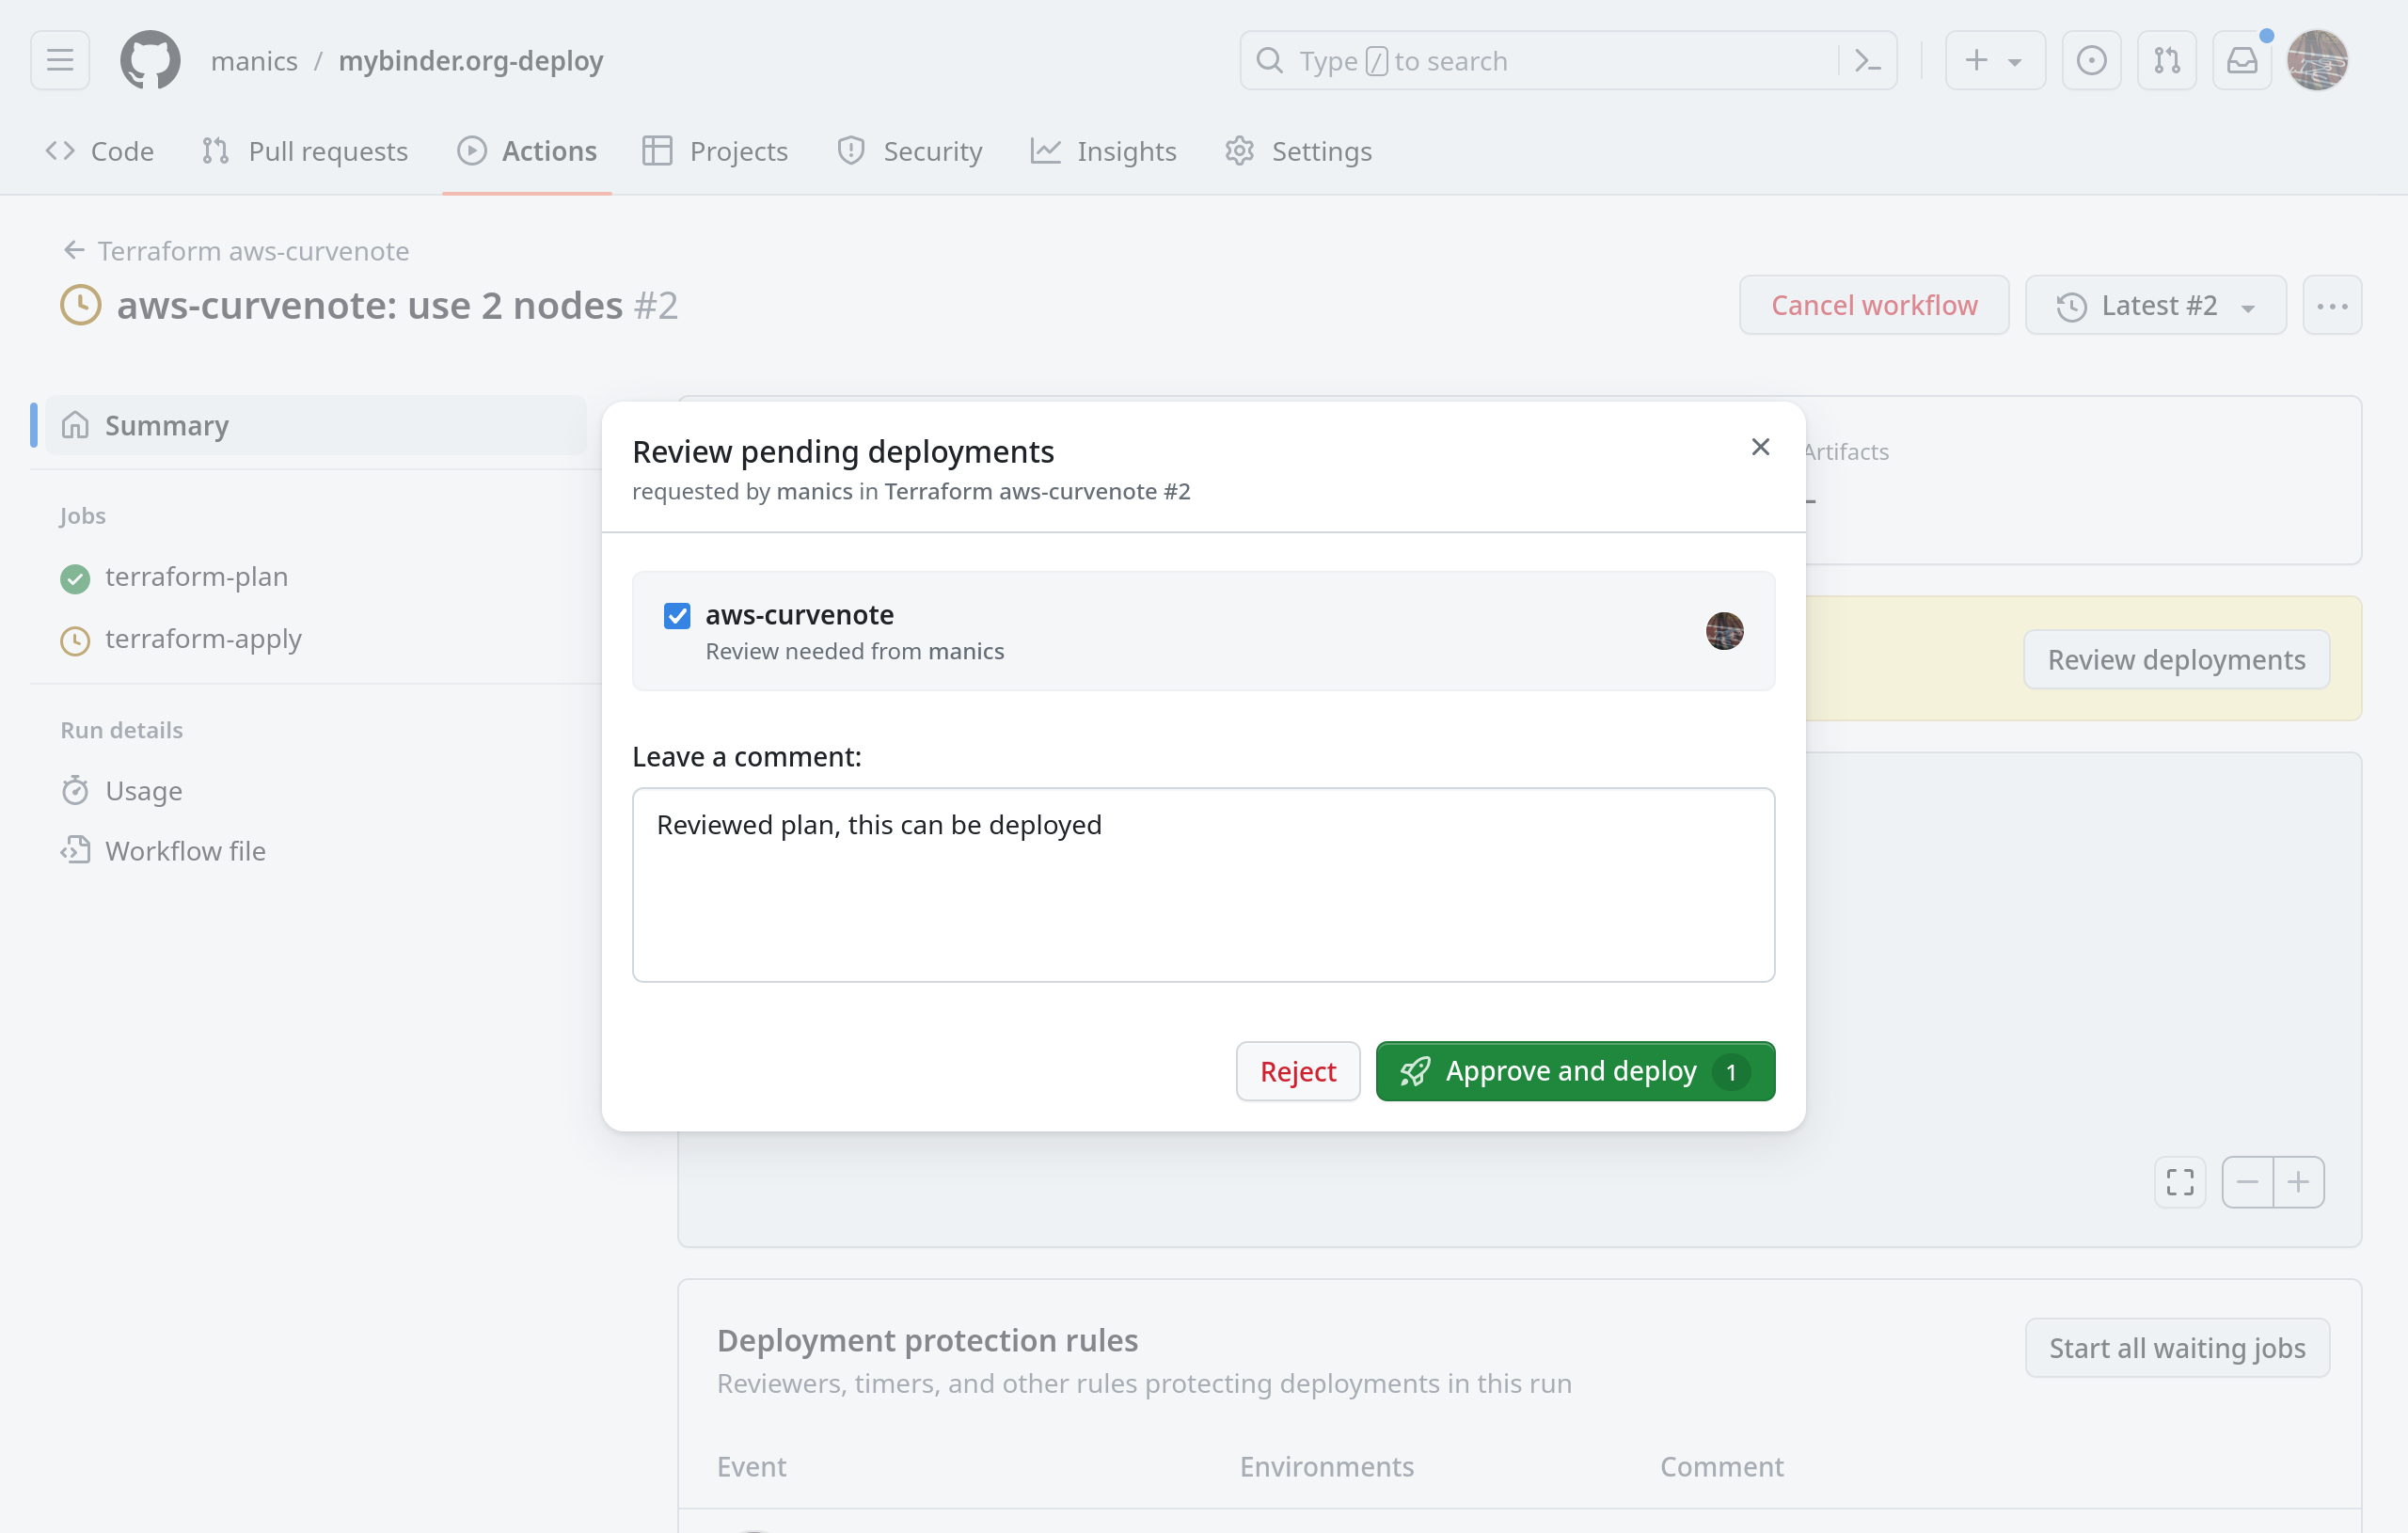 manics / mybinder.org-deploy
Type / to search
Code
Pull requests
Actions
Projects
Security
Insights
Settings
Terraform aws-curvenote
aws-curvenote: use 2 nodes #2
Cancel workflow
Latest #2
Summary
Jobs
terraform-plan
terraform-apply
Run details
Usage
Workflow file
Artifacts
–
Review deployments
Review pending deployments
requested by manics in Terraform aws-curvenote #2
aws-curvenote
Review needed from manics
Leave a comment:
Reviewed plan, this can be deployed
Reject
Approve and deploy 1
Deployment protection rules
Reviewers, timers, and other rules protecting deployments in this run
Start all waiting jobs
Event
Environments
Comment